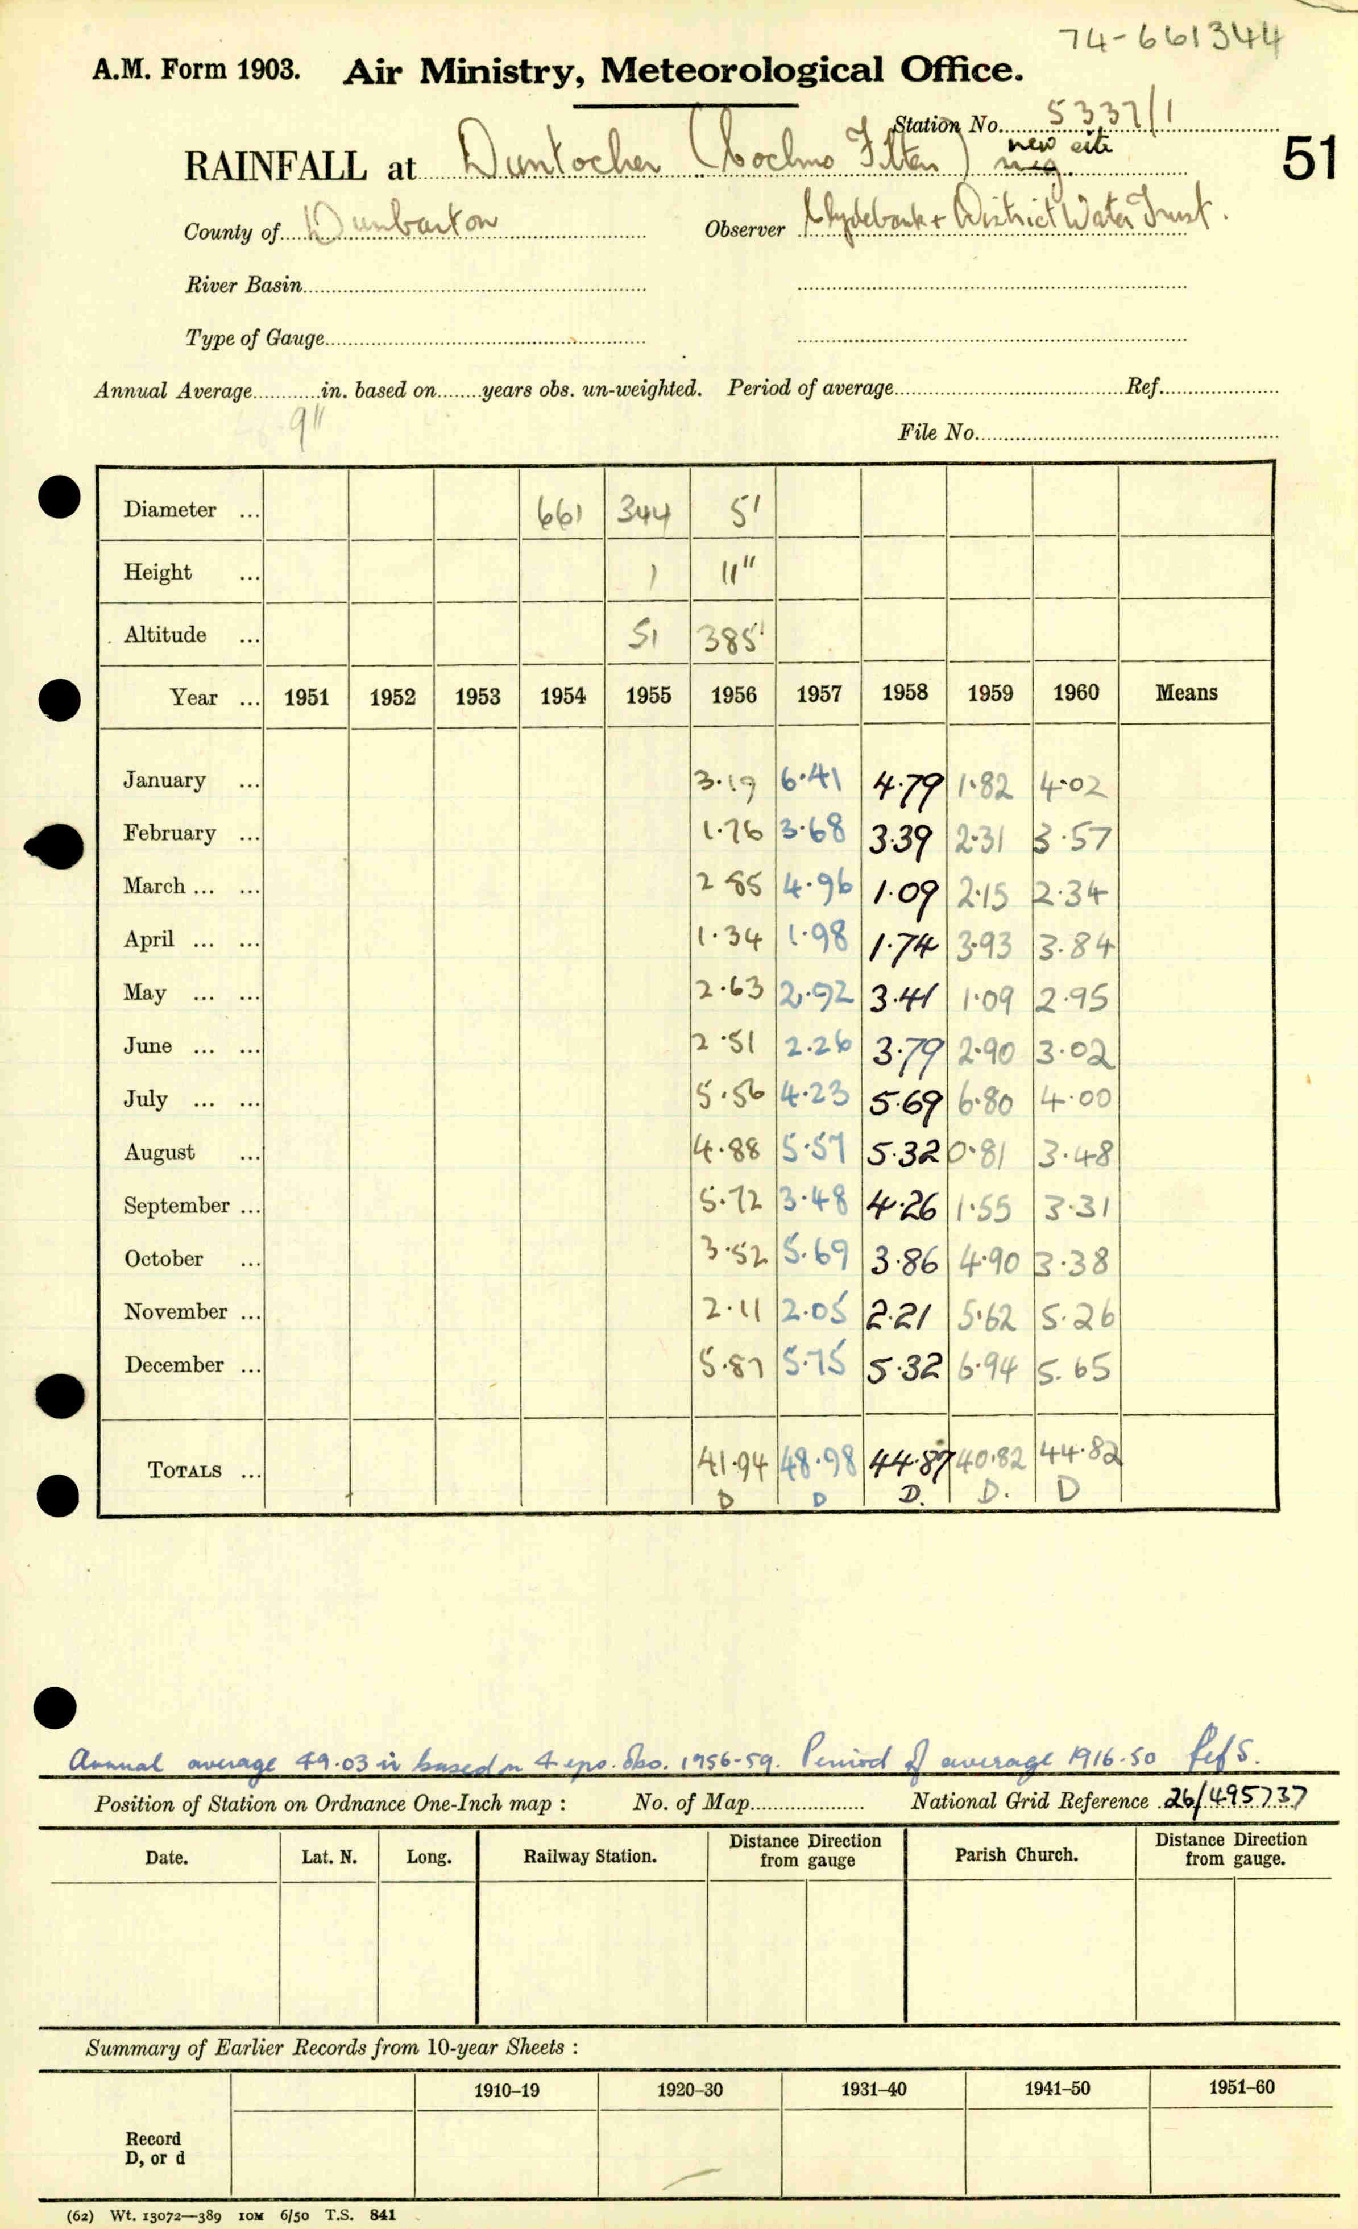 74-661344
A.M. Form 1903. Air Ministry, Meteorological Office.
Station No. 5337/1
new site
RAINFALL at Duntocher (Cochno Filters) 51
County of Dunbarton Observer Clydebank + District Water Trust.
River Basin
Type of Gauge
Annual Average in. based on years obs. un-weighted. Period of average Ref.
9"
File No.
Diameter ... 661 344 5'
Height ... 1 11"
Altitude ... 51 385'
Year ... 1951 1952 1953 1954 1955 1956 1957 1958 1959 1960 Means
January ... 3.19 6.41 4.79 1.82 4.02
February ... 1.76 3.68 3.39 2.31 3.57
March ... ... 2 85 4.96 1.09 2.15 2.34
April ... ... 1.34 1.98 1.74 3.93 3.84
May ... ... 2.63 2.92 3.41 1.09 2.95
June ... ... 2.51 2.26 3.79 2.90 3.02
July ... ... 5.56 4.23 5.69 6.80 4.00
August ... 4.88 5.57 5.32 0.81 3.48
September ... 5.72 3.48 4.26 1.55 3.31
October ... 3.52 5.69 3.86 4.90 3.38
November ... 2.11 2.05 2.21 5.62 5.26
December ... 5.87 5.75 5.32 6.94 5.65
TOTALS ... 41.94 48.98 44.87 40.82 44.82
D D D. D. D
Annual average 49.03 in based on 4 obs. 1956-59. Period of average 1916-50 Ref 5.
Position of Station on Ordnance One-Inch map : No. of Map National Grid Reference 26/495737
Date. Lat. N. Long. Railway Station. Distance Direction from gauge Parish Church. Distance Direction from gauge.
Summary of Earlier Records from 10-year Sheets :
1910–19 1920–30 1931–40 1941–50 1951–60
Record
D, or d
(62) Wt. 13072—389 10M 6/50 T.S. 841